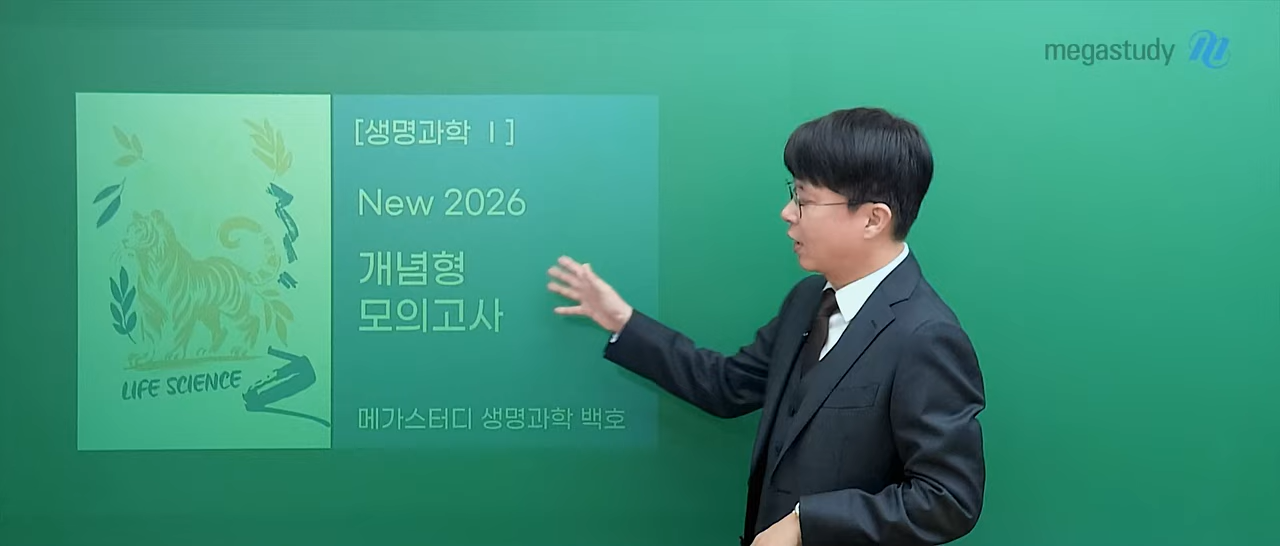 megastudy
[생명과학 Ⅰ]
New 2026
개념형
모의고사
LIFE SCIENCE
메가스터디 생명과학 백호